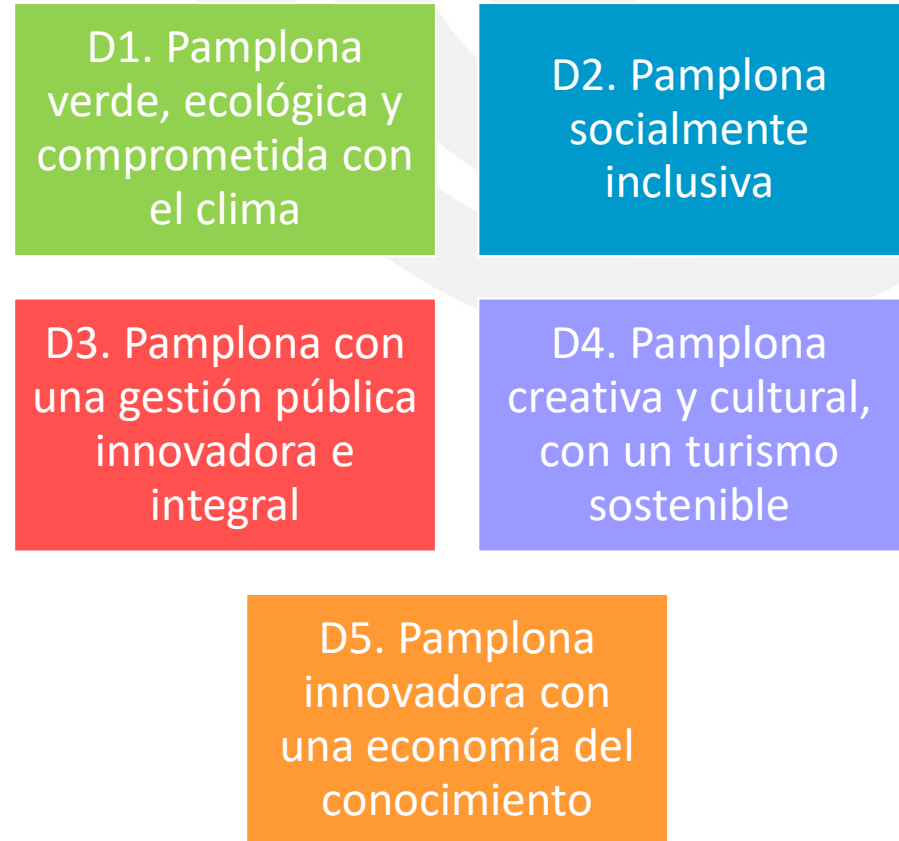 D1. Pamplona
verde, ecológica y
comprometida con
el clima
D2. Pamplona
socialmente
inclusiva
D3. Pamplona con
una gestión pública
innovadora e
integral
D4. Pamplona
creativa y cultural,
con un turismo
sostenible
D5. Pamplona
innovadora con
una economía del
conocimiento